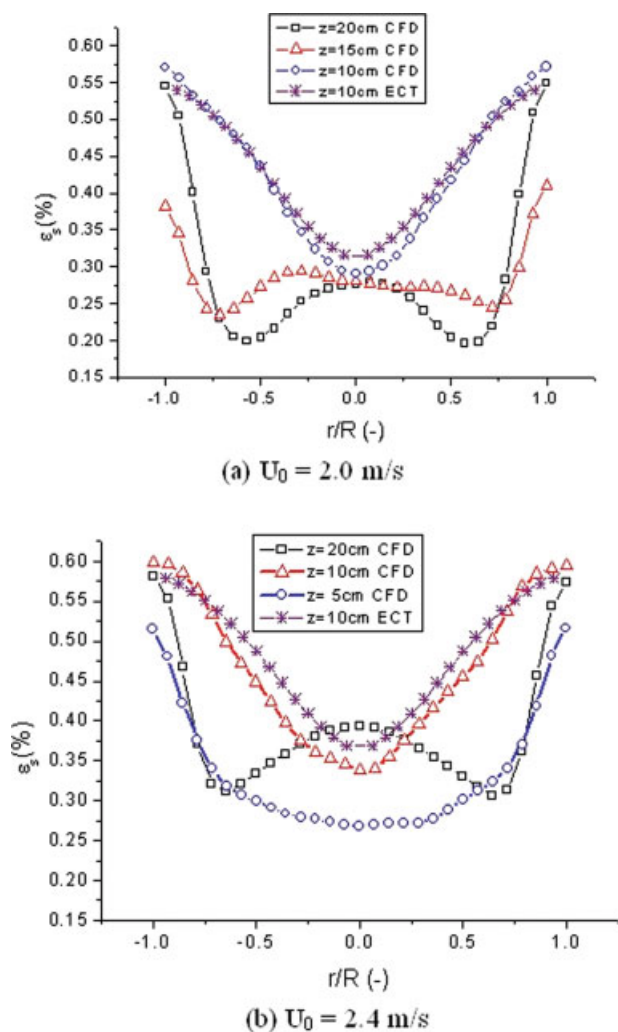 z=20cm CFD
z=15cm CFD
z=10cm CFD
z=10cm ECT
0.60
0.55
0.50
0.45
0.40
0.35
0.30
0.25
0.20
0.15
εs(%)
-1.0 -0.5 0.0 0.5 1.0
r/R (-)
(a) U0 = 2.0 m/s
z=20cm CFD
z=10cm CFD
z= 5cm CFD
z=10cm ECT
0.60
0.55
0.50
0.45
0.40
0.35
0.30
0.25
0.20
0.15
εs(%)
-1.0 -0.5 0.0 0.5 1.0
r/R (-)
(b) U0 = 2.4 m/s